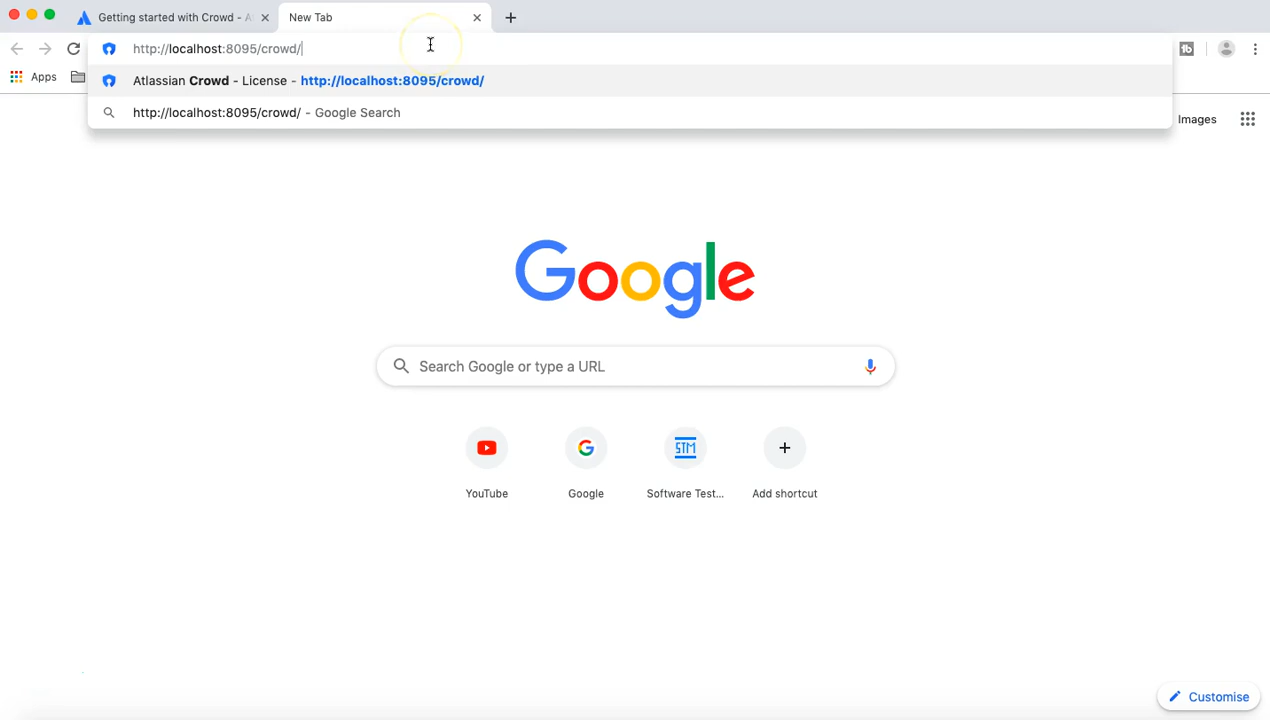 Getting started with Crowd - A
New Tab
http://localhost:8095/crowd/
Apps
Atlassian Crowd - License - http://localhost:8095/crowd/
http://localhost:8095/crowd/ - Google Search
Images
Google
Search Google or type a URL
STM
YouTube
Google
Software Test...
Add shortcut
Customise